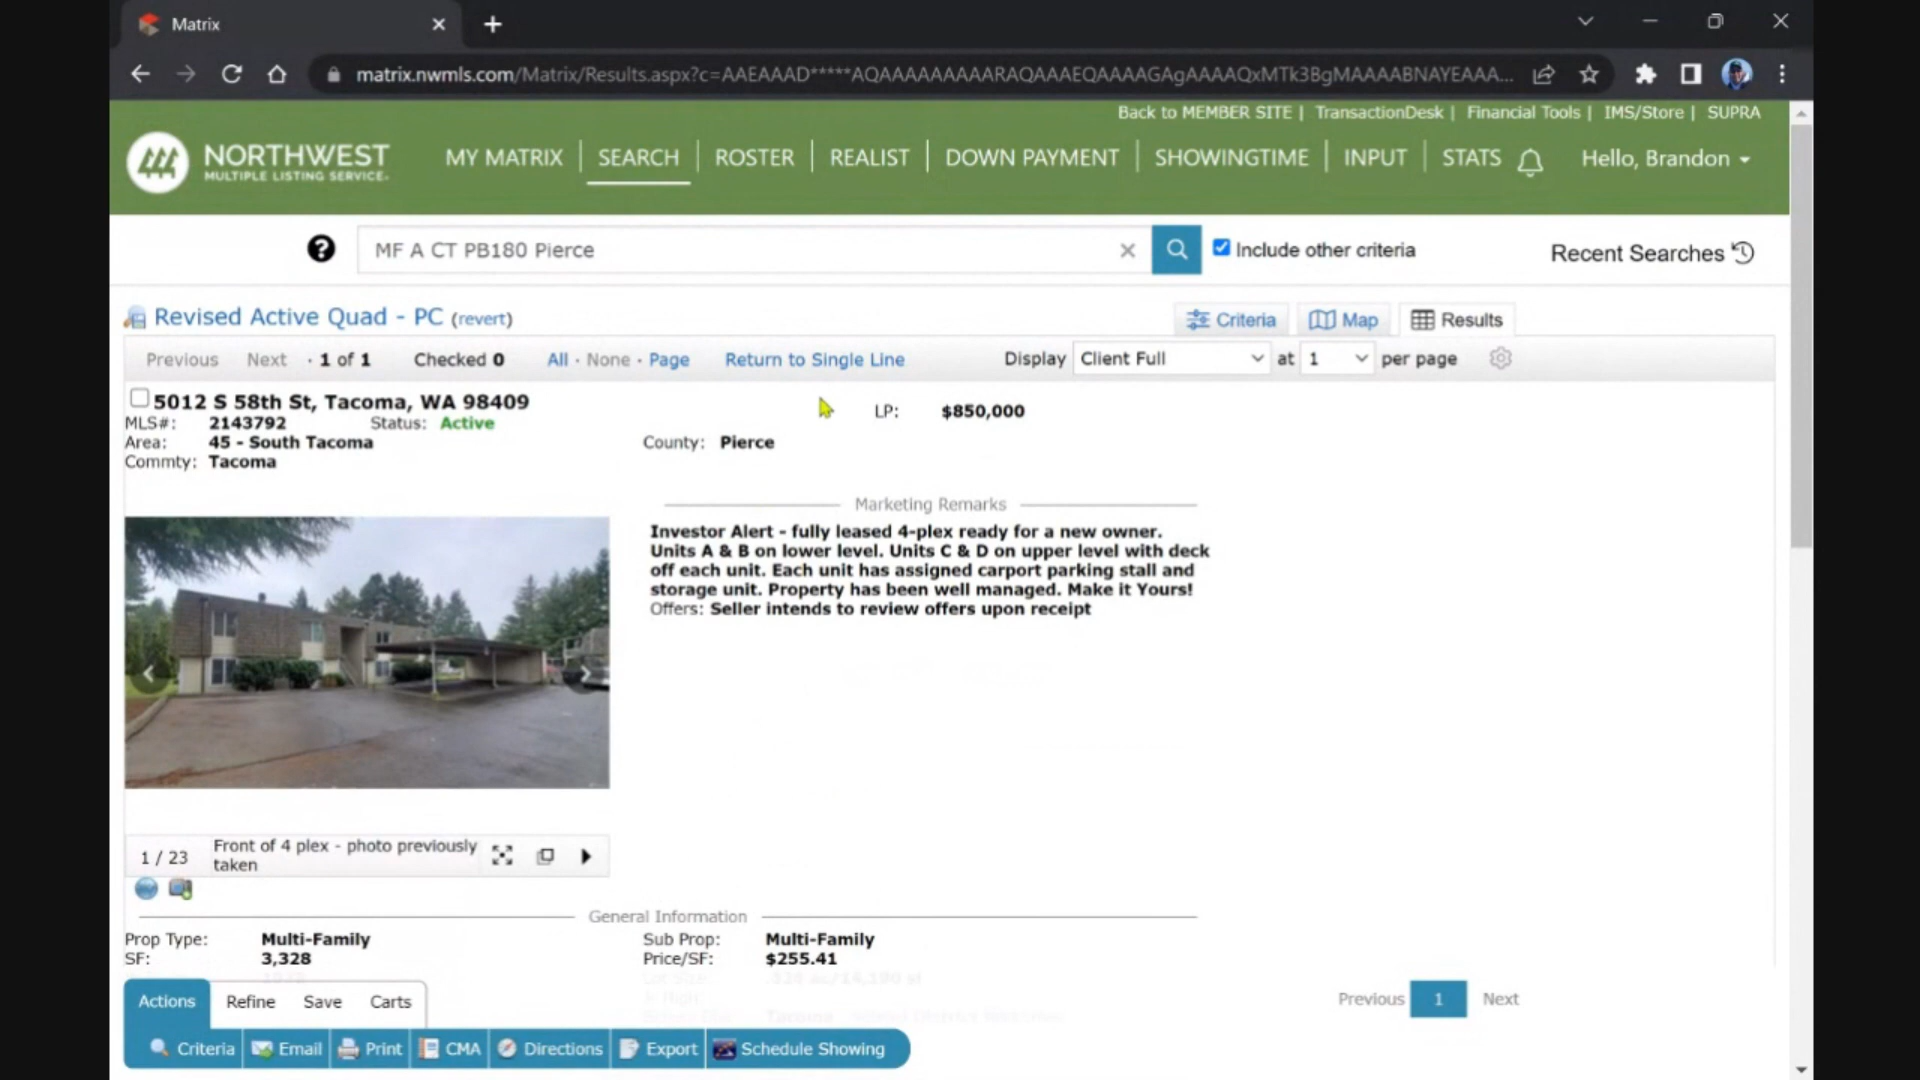 Matrix
matrix.nwmls.com/Matrix/Results.aspx?c=AAEAAAD*****AQAAAAAAAAARAQAAAEQAAAAGAgAAAAQxMTk3BgMAAAABNAYEAAA...
Back to MEMBER SITE | TransactionDesk | Financial Tools | IMS/Store | SUPRA
NORTHWEST
MULTIPLE LISTING SERVICE
MY MATRIX SEARCH ROSTER REALIST DOWN PAYMENT SHOWINGTIME INPUT STATS Hello, Brandon
MF A CT PB180 Pierce
Include other criteria
Recent Searches
Revised Active Quad - PC (revert)
Criteria Map Results
Previous Next · 1 of 1 Checked 0 All · None · Page Return to Single Line Display Client Full at 1 per page
5012 S 58th St, Tacoma, WA 98409
LP: $850,000
MLS#: 2143792 Status: Active
Area: 45 - South Tacoma County: Pierce
Commty: Tacoma
Marketing Remarks
Investor Alert - fully leased 4-plex ready for a new owner.
Units A & B on lower level. Units C & D on upper level with deck
off each unit. Each unit has assigned carport parking stall and
storage unit. Property has been well managed. Make it Yours!
Offers: Seller intends to review offers upon receipt
1 / 23 Front of 4 plex - photo previously
taken
General Information
Prop Type: Multi-Family Sub Prop: Multi-Family
SF: 3,328 Price/SF: $255.41
Actions Refine Save Carts
Previous 1 Next
Criteria Email Print CMA Directions Export Schedule Showing